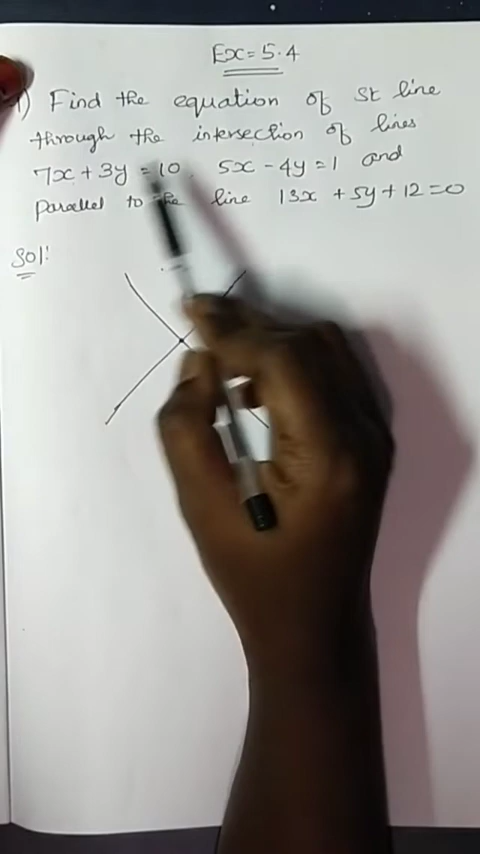 Ex = 5.4
1) Find the equation of St line
through the intersection of lines
7x + 3y = 10, 5x - 4y = 1 and
parallel to the line 13x + 5y + 12 = 0
Sol: